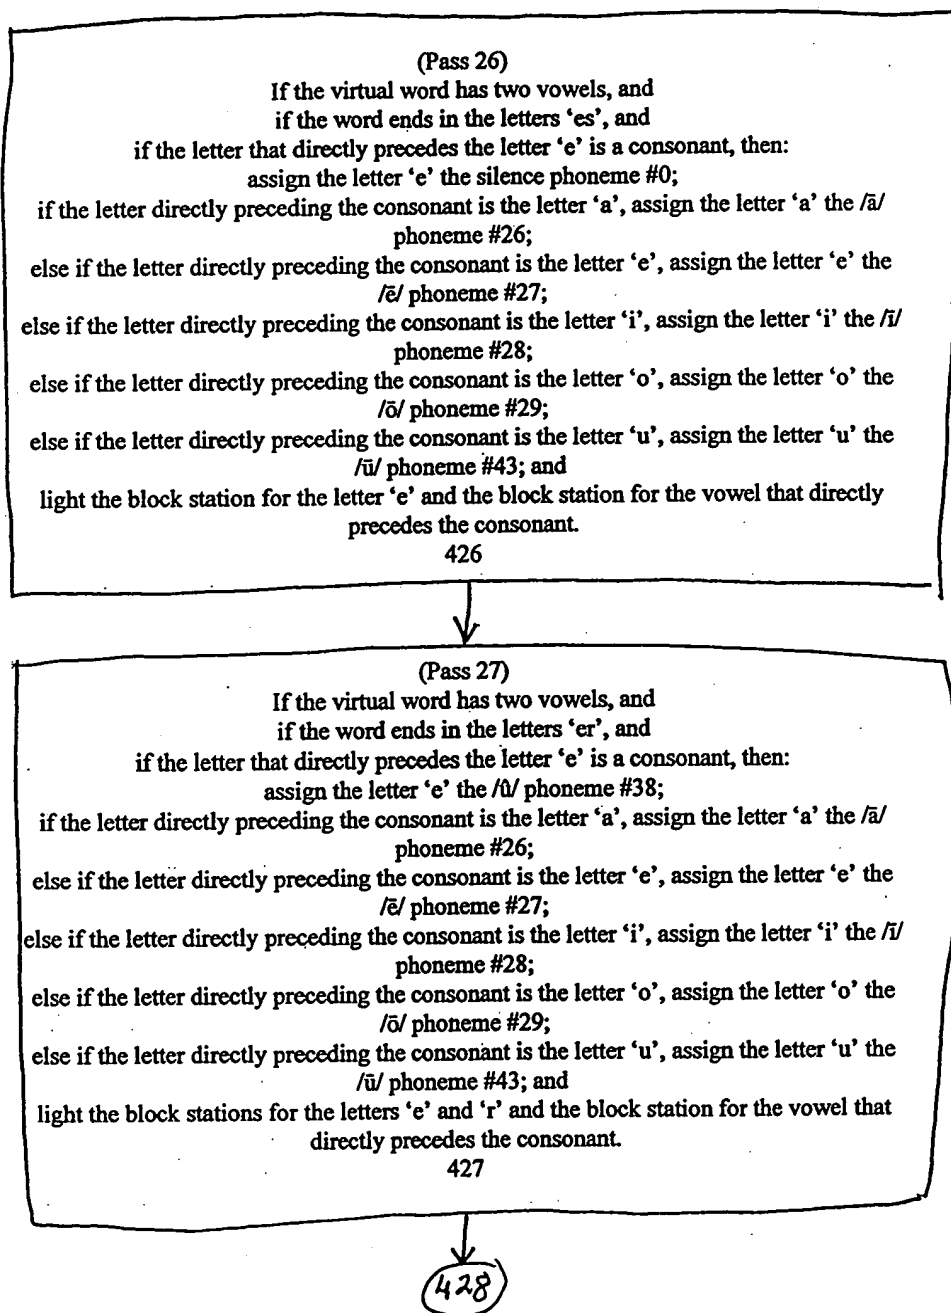 (Pass 26)
If the virtual word has two vowels, and
if the word ends in the letters ‘es’, and
if the letter that directly precedes the letter ‘e’ is a consonant, then:
assign the letter ‘e’ the silence phoneme #0;
if the letter directly preceding the consonant is the letter ‘a’, assign the letter ‘a’ the /ā/
phoneme #26;
else if the letter directly preceding the consonant is the letter ‘e’, assign the letter ‘e’ the
/ē/ phoneme #27;
else if the letter directly preceding the consonant is the letter ‘i’, assign the letter ‘i’ the /ī/
phoneme #28;
else if the letter directly preceding the consonant is the letter ‘o’, assign the letter ‘o’ the
/ō/ phoneme #29;
else if the letter directly preceding the consonant is the letter ‘u’, assign the letter ‘u’ the
/ū/ phoneme #43; and
light the block station for the letter ‘e’ and the block station for the vowel that directly
precedes the consonant.
426
(Pass 27)
If the virtual word has two vowels, and
if the word ends in the letters ‘er’, and
if the letter that directly precedes the letter ‘e’ is a consonant, then:
assign the letter ‘e’ the /û/ phoneme #38;
if the letter directly preceding the consonant is the letter ‘a’, assign the letter ‘a’ the /ā/
phoneme #26;
else if the letter directly preceding the consonant is the letter ‘e’, assign the letter ‘e’ the
/ē/ phoneme #27;
else if the letter directly preceding the consonant is the letter ‘i’, assign the letter ‘i’ the /ī/
phoneme #28;
else if the letter directly preceding the consonant is the letter ‘o’, assign the letter ‘o’ the
/ō/ phoneme #29;
else if the letter directly preceding the consonant is the letter ‘u’, assign the letter ‘u’ the
/ū/ phoneme #43; and
light the block stations for the letters ‘e’ and ‘r’ and the block station for the vowel that
directly precedes the consonant.
427
428